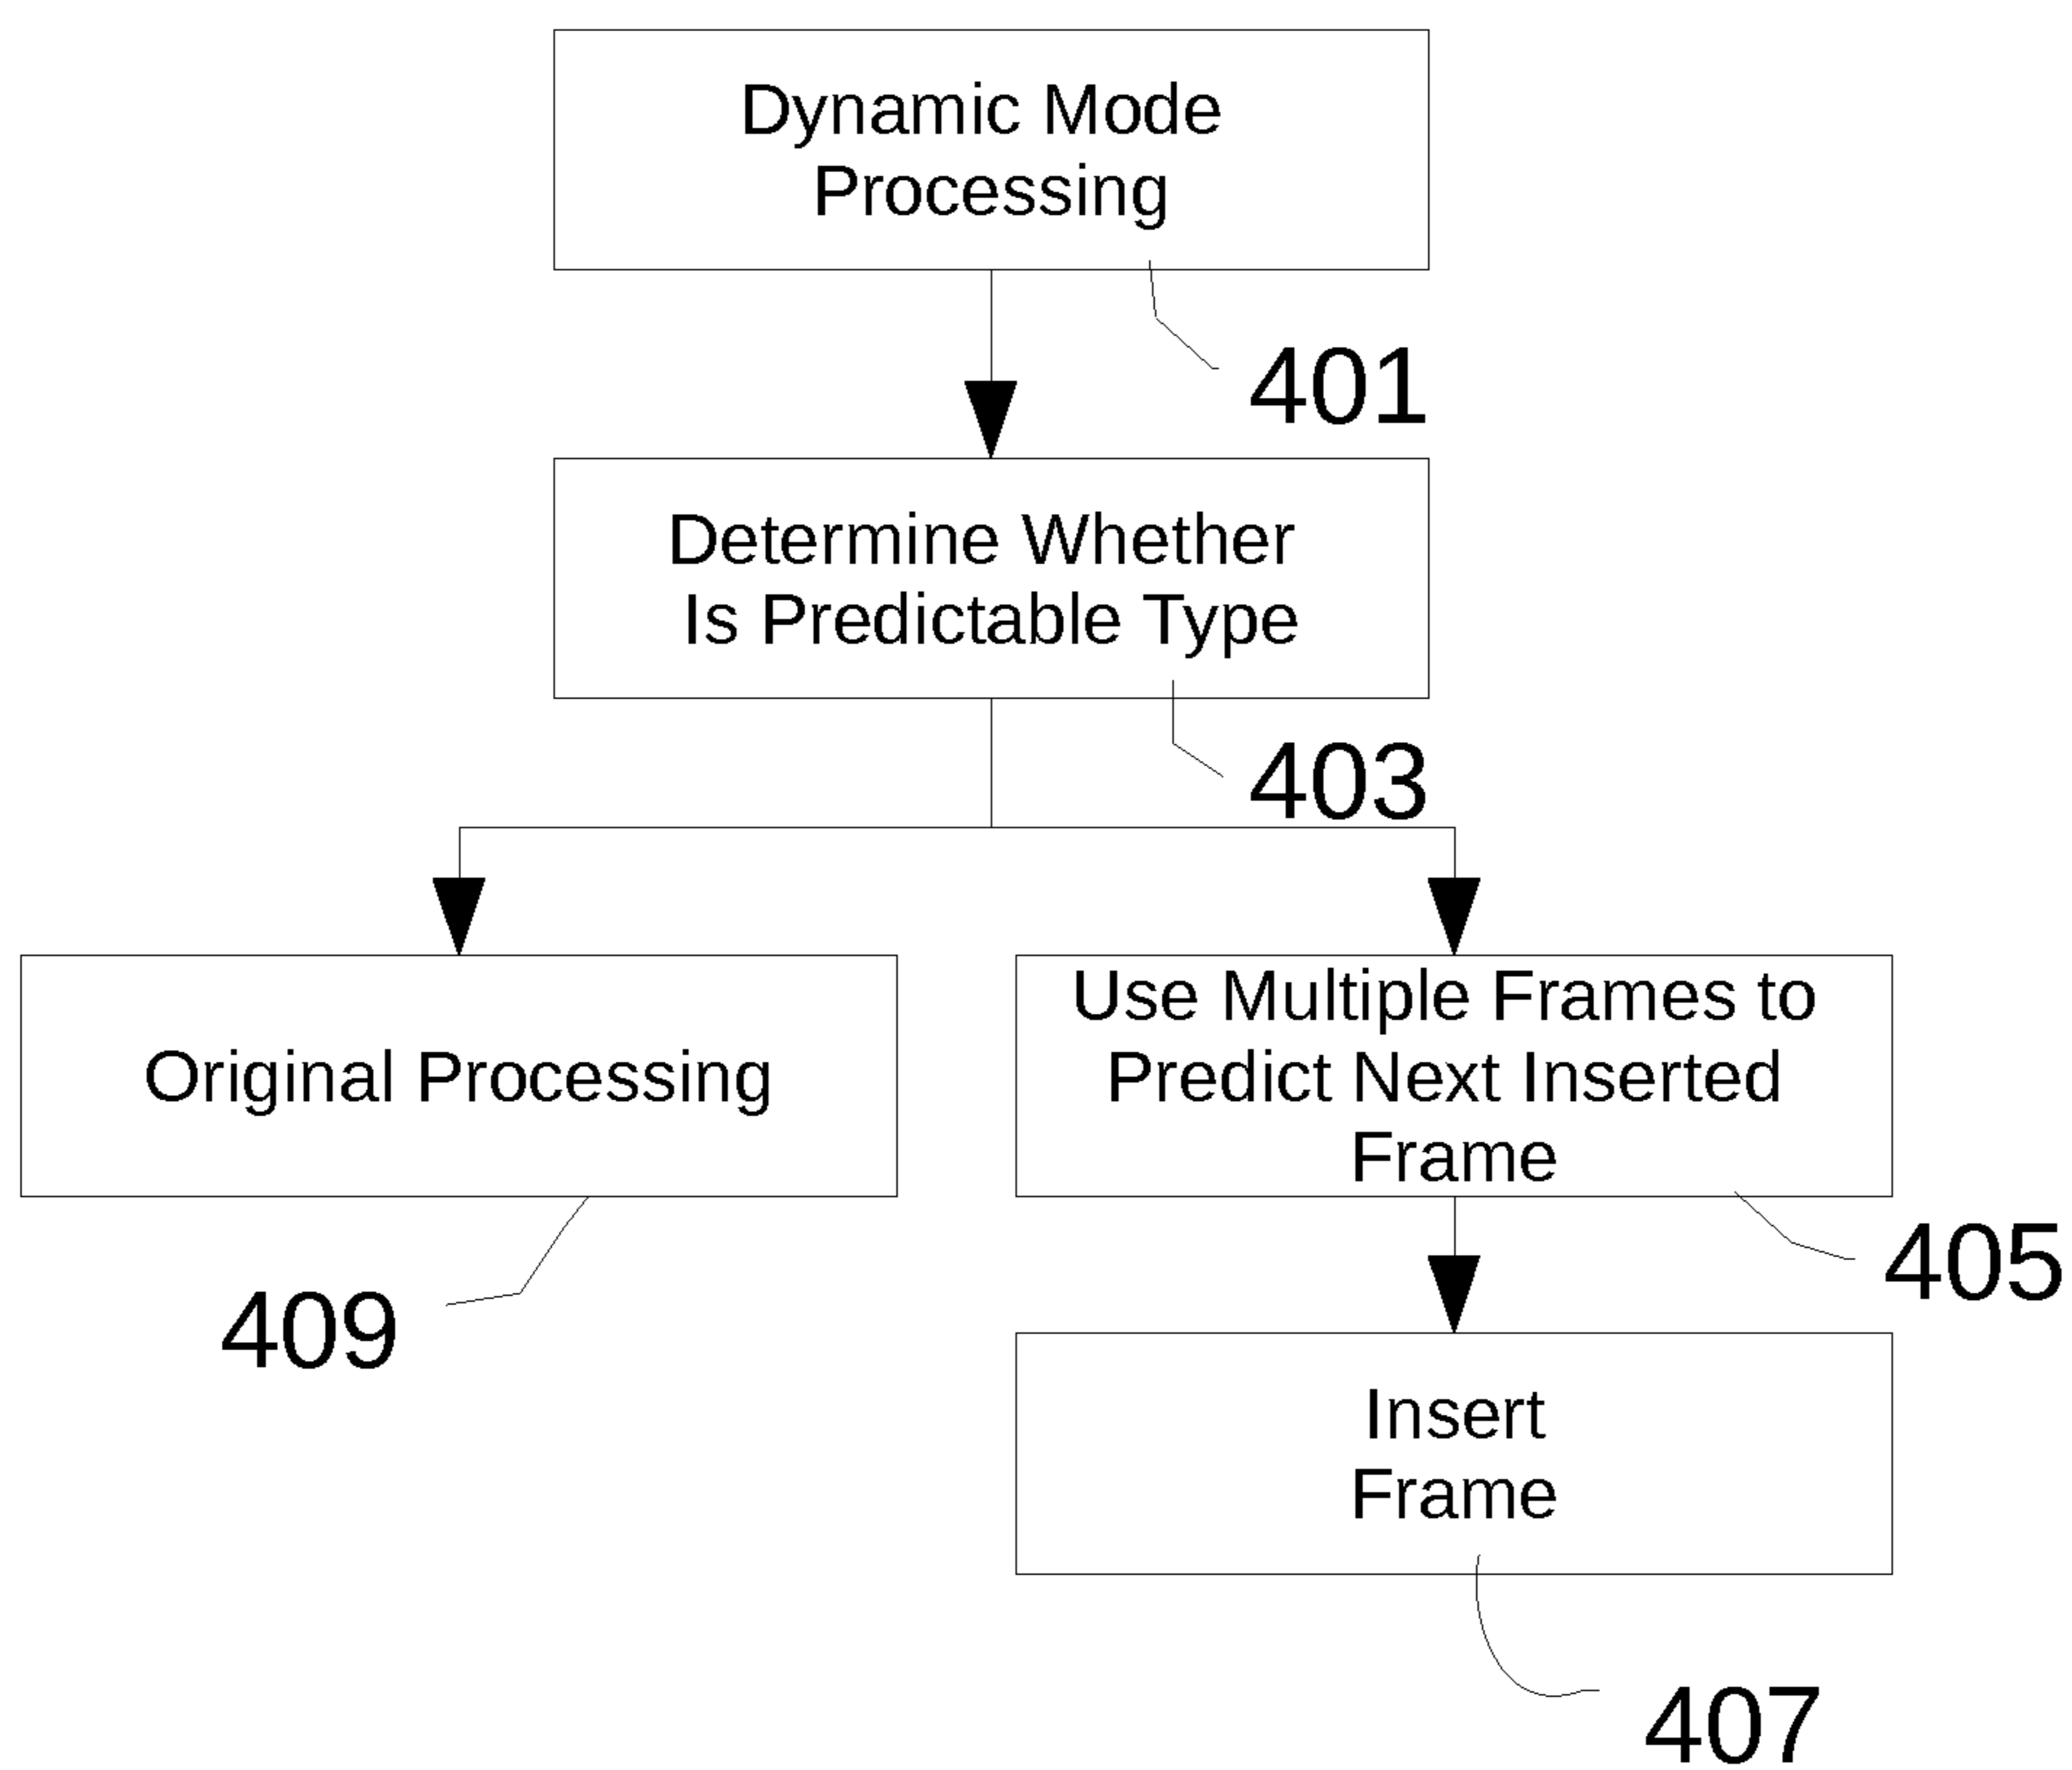 Dynamic Mode
Processing
401
Determine Whether
Is Predictable Type
403
Original Processing
409
Use Multiple Frames to
Predict Next Inserted
Frame
405
Insert
Frame
407